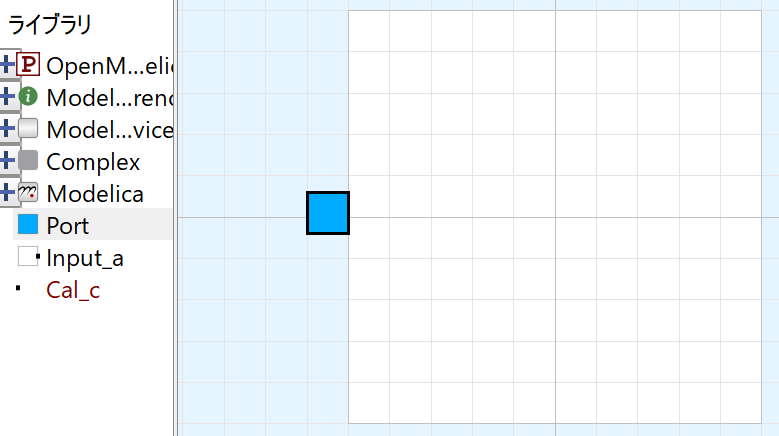 ライブラリ
OpenM...elic
Model...renc
Model...vice
Complex
Modelica
Port
Input_a
Cal_c